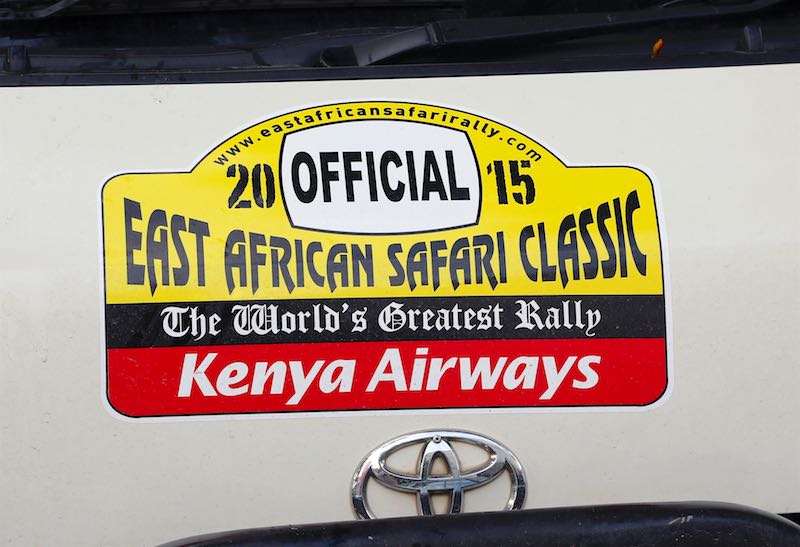 www.eastafricansafarirally.com
20 OFFICIAL 15
EAST AFRICAN SAFARI CLASSIC
The World's Greatest Rally
Kenya Airways